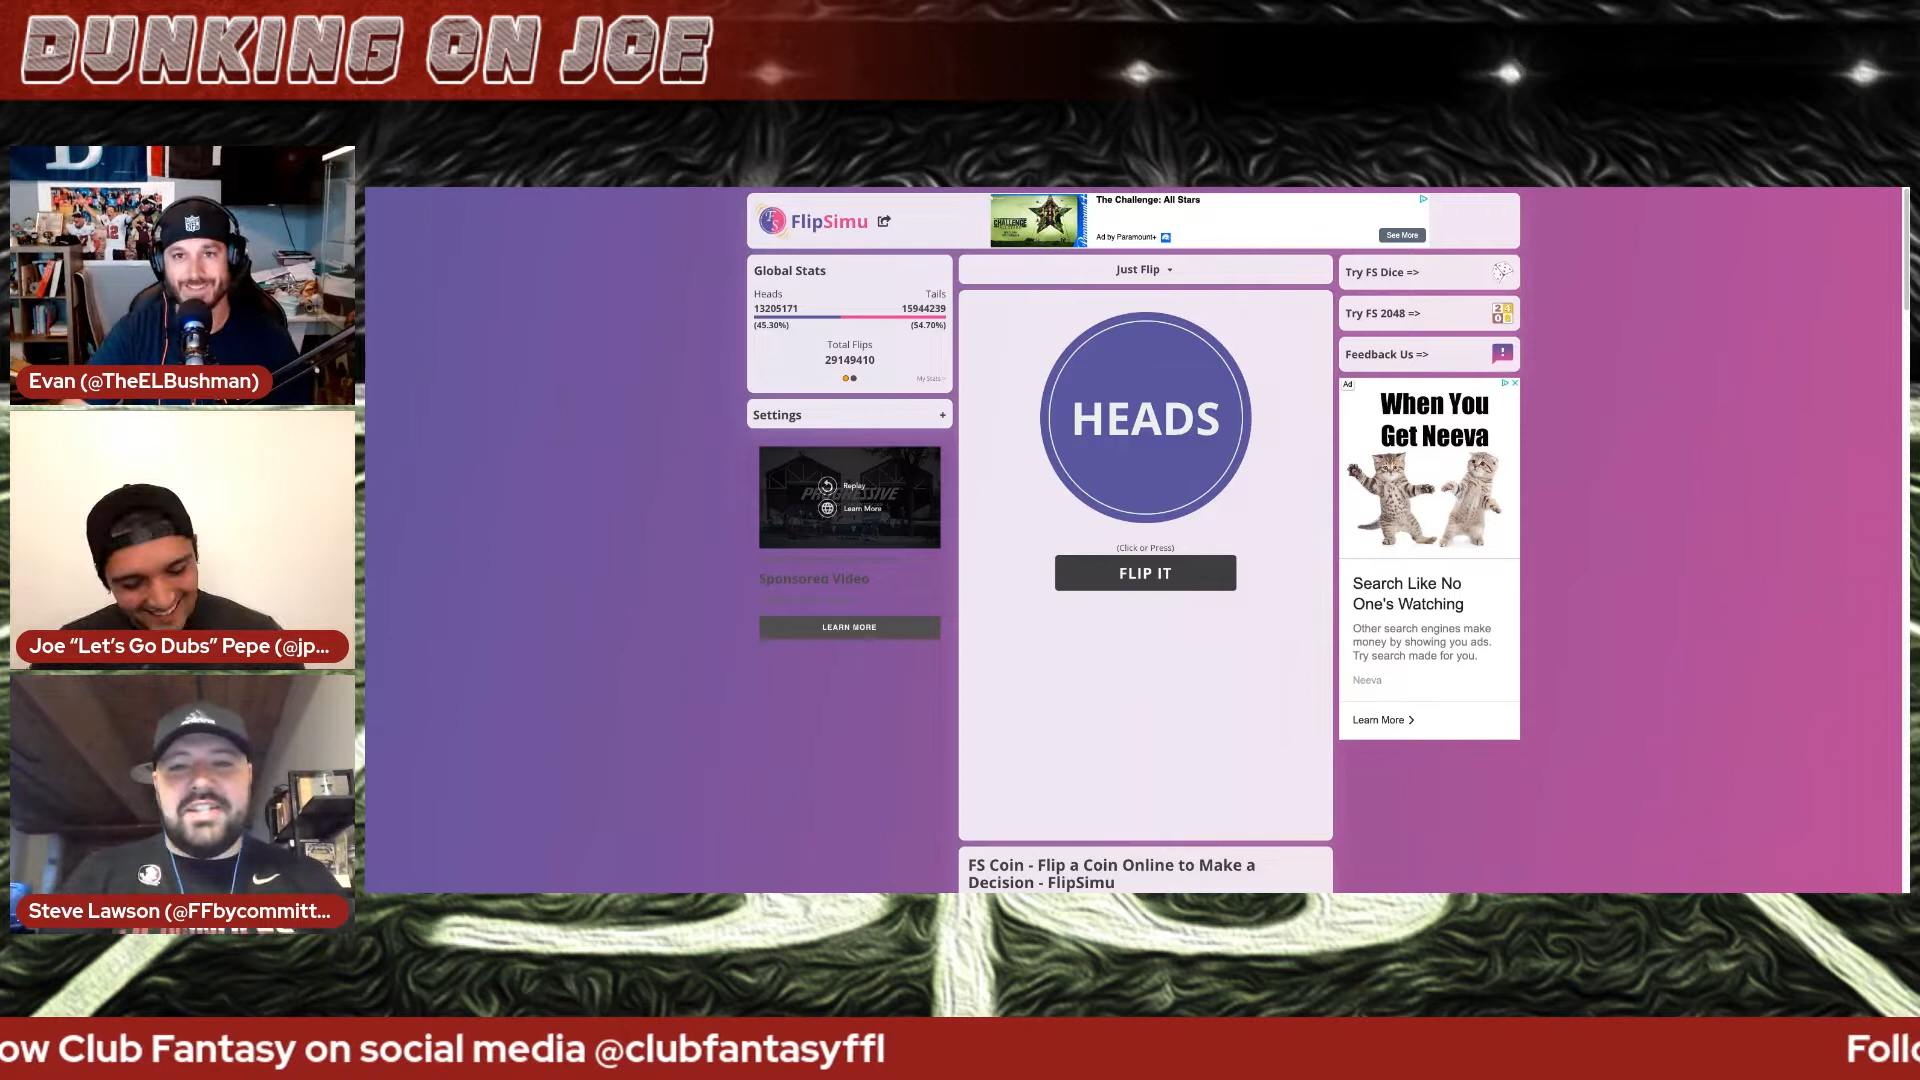 DUNKING ON JOE
Evan (@TheELBushman)
Joe “Let’s Go Dubs” Pepe (@jp...
Steve Lawson (@FFbycommitt...
FlipSimu
The Challenge: All Stars
Ad by Paramount+
See More
Global Stats
Heads Tails
13205171 15944239
(45.30%) (54.70%)
Total Flips
29149410
My Stats >
Settings +
PROGRESSIVE
Replay
Learn More
Sponsored Video
LEARN MORE
Just Flip
HEADS
(Click or Press)
FLIP IT
FS Coin - Flip a Coin Online to Make a
Decision - FlipSimu
Try FS Dice =>
Try FS 2048 =>
Feedback Us =>
Ad
When You
Get Neeva
Search Like No
One's Watching
Other search engines make
money by showing you ads.
Try search made for you.
Neeva
Learn More >
ow Club Fantasy on social media @clubfantasyffl
Follo